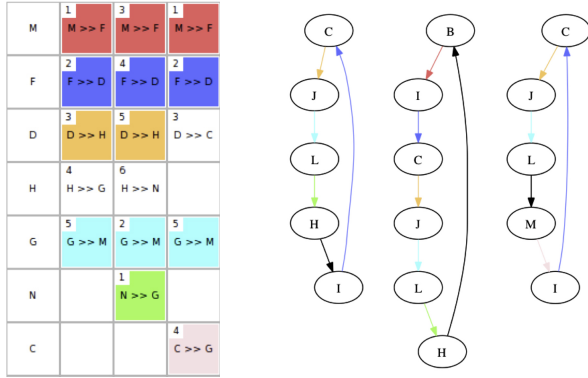 M 1 M >> F 3 M >> F 1 M >> F
F 2 F >> D 4 F >> D 2 F >> D
D 3 D >> H 5 D >> H 3 D >> C
H 4 H >> G 6 H >> N
G 5 G >> M 2 G >> M 5 G >> M
N 1 N >> G
C 4 C >> G
C
J
L
H
I
B
I
C
J
L
H
C
J
L
M
I